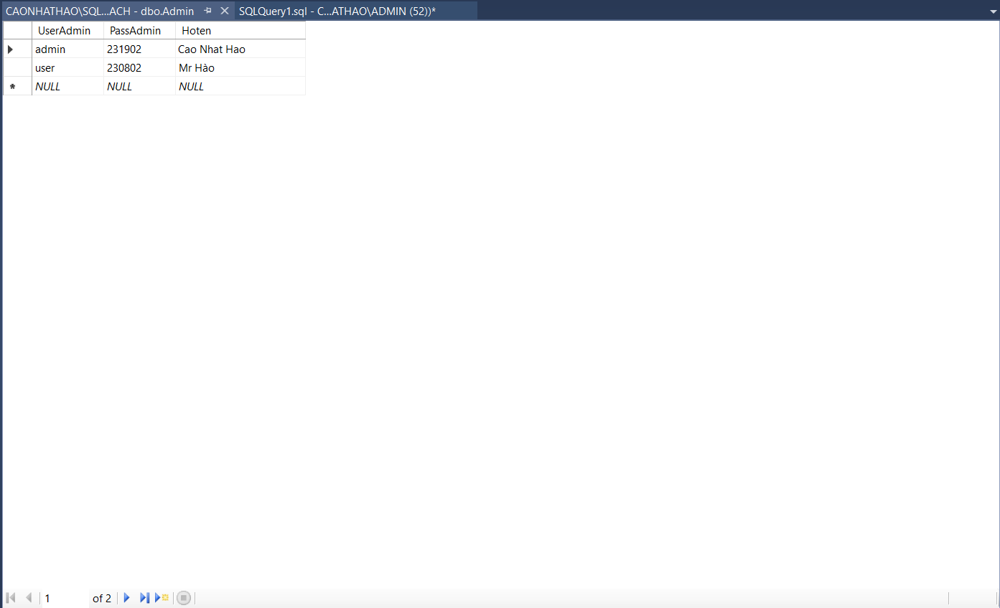 CAONHATHAO\SQL...ACH - dbo.Admin SQLQuery1.sql - C...ATHAO\ADMIN (52))*
UserAdmin PassAdmin Hoten
admin 231902 Cao Nhat Hao
user 230802 Mr Hào
NULL NULL NULL
1 of 2